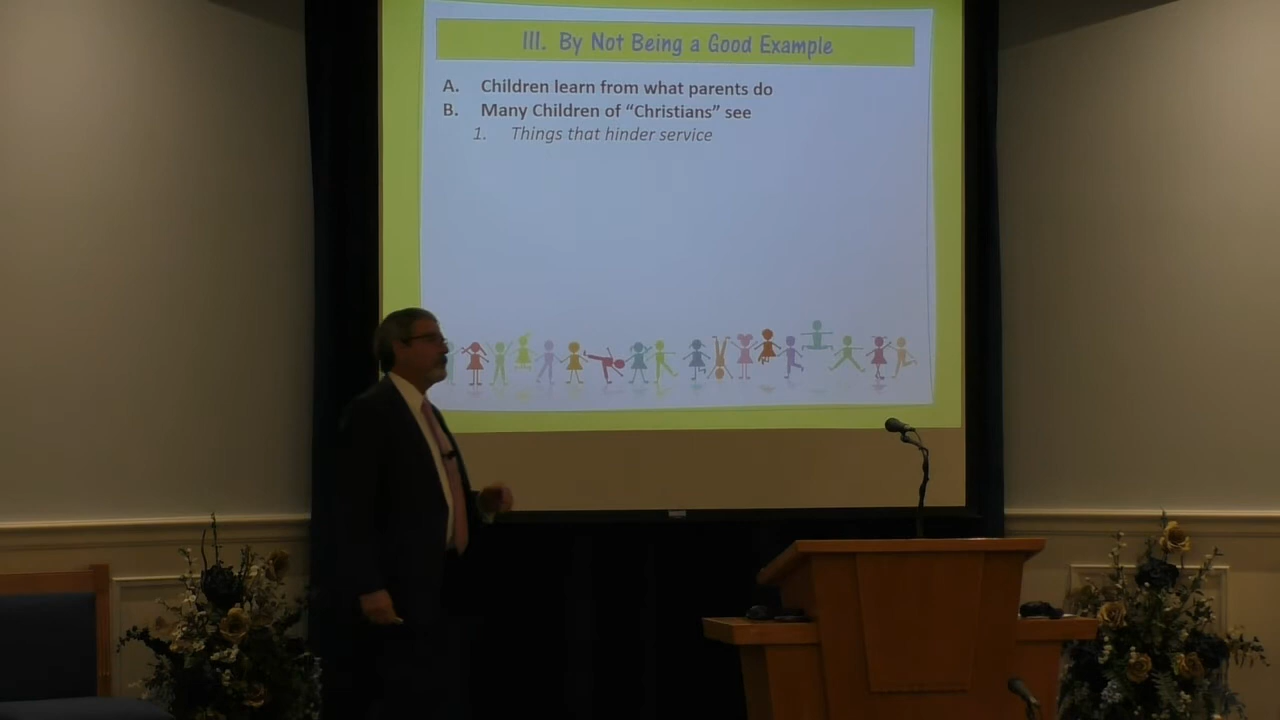 III. By Not Being a Good Example
A. Children learn from what parents do
B. Many Children of “Christians” see
1. Things that hinder service